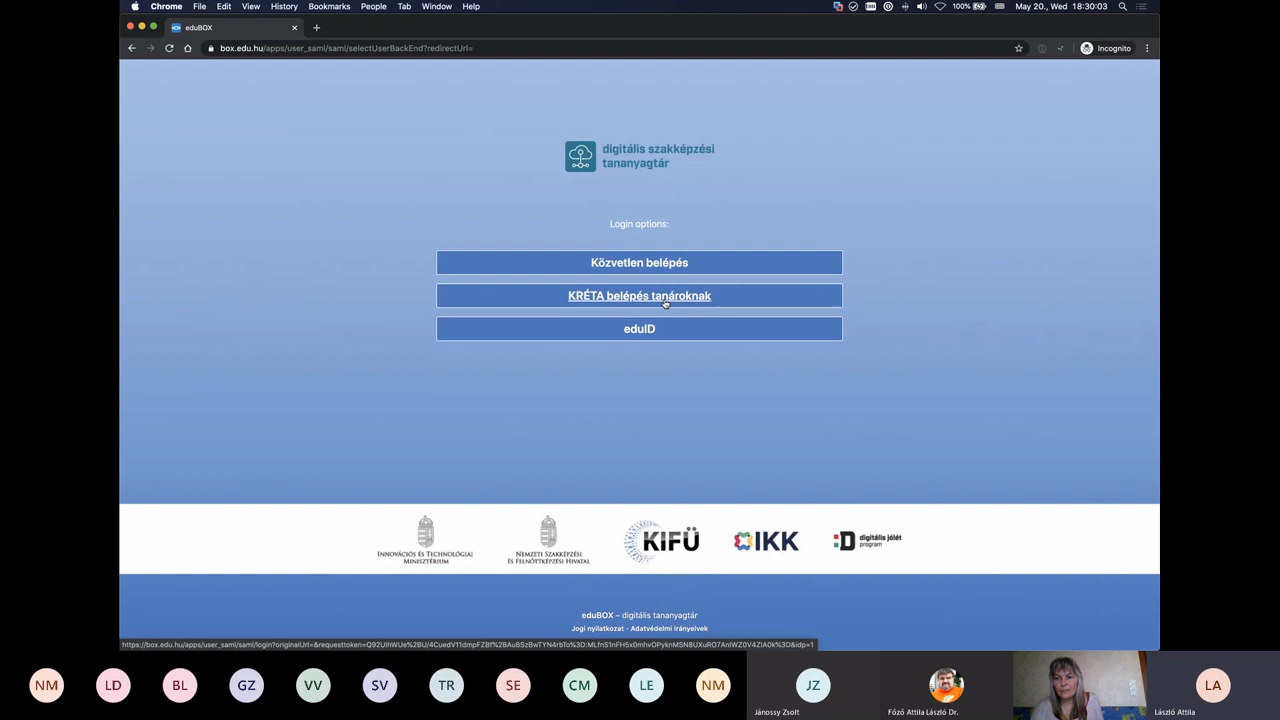 Chrome File Edit View History Bookmarks People Tab Window Help 100% May 20., Wed 18:30:03
eduBOX
box.edu.hu/apps/user_saml/saml/selectUserBackEnd?redirectUrl= Incognito
digitális szakképzési
tananyagtár
Login options:
Közvetlen belépés
KRÉTA belépés tanároknak
eduID
INNOVÁCIÓS ÉS TECHNOLÓGIAI
MINISZTÉRIUM
NEMZETI SZAKKÉPZÉSI
ÉS FELNŐTTKÉPZÉSI HIVATAL
KIFÜ
IKK
digitális jólét
program
eduBOX – digitális tananyagtár
Jogi nyilatkozat · Adatvédelmi irányelvek
NM LD BL GZ VV SV TR SE CM LE NM JZ LA
Jánossy Zsolt
Főző Attila László Dr.
László Attila